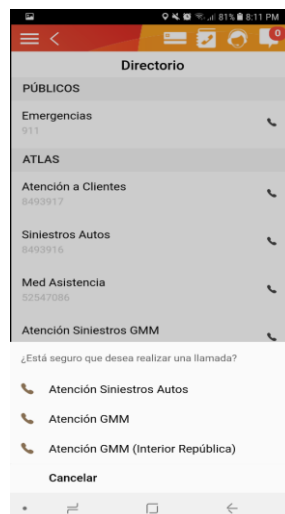 81% 8:11 PM
0
Directorio
PÚBLICOS
Emergencias
911
ATLAS
Atención a Clientes
8493917
Siniestros Autos
8493916
Med Asistencia
52547086
Atención Siniestros GMM
¿Está seguro que desea realizar una llamada?
Atención Siniestros Autos
Atención GMM
Atención GMM (Interior República)
Cancelar